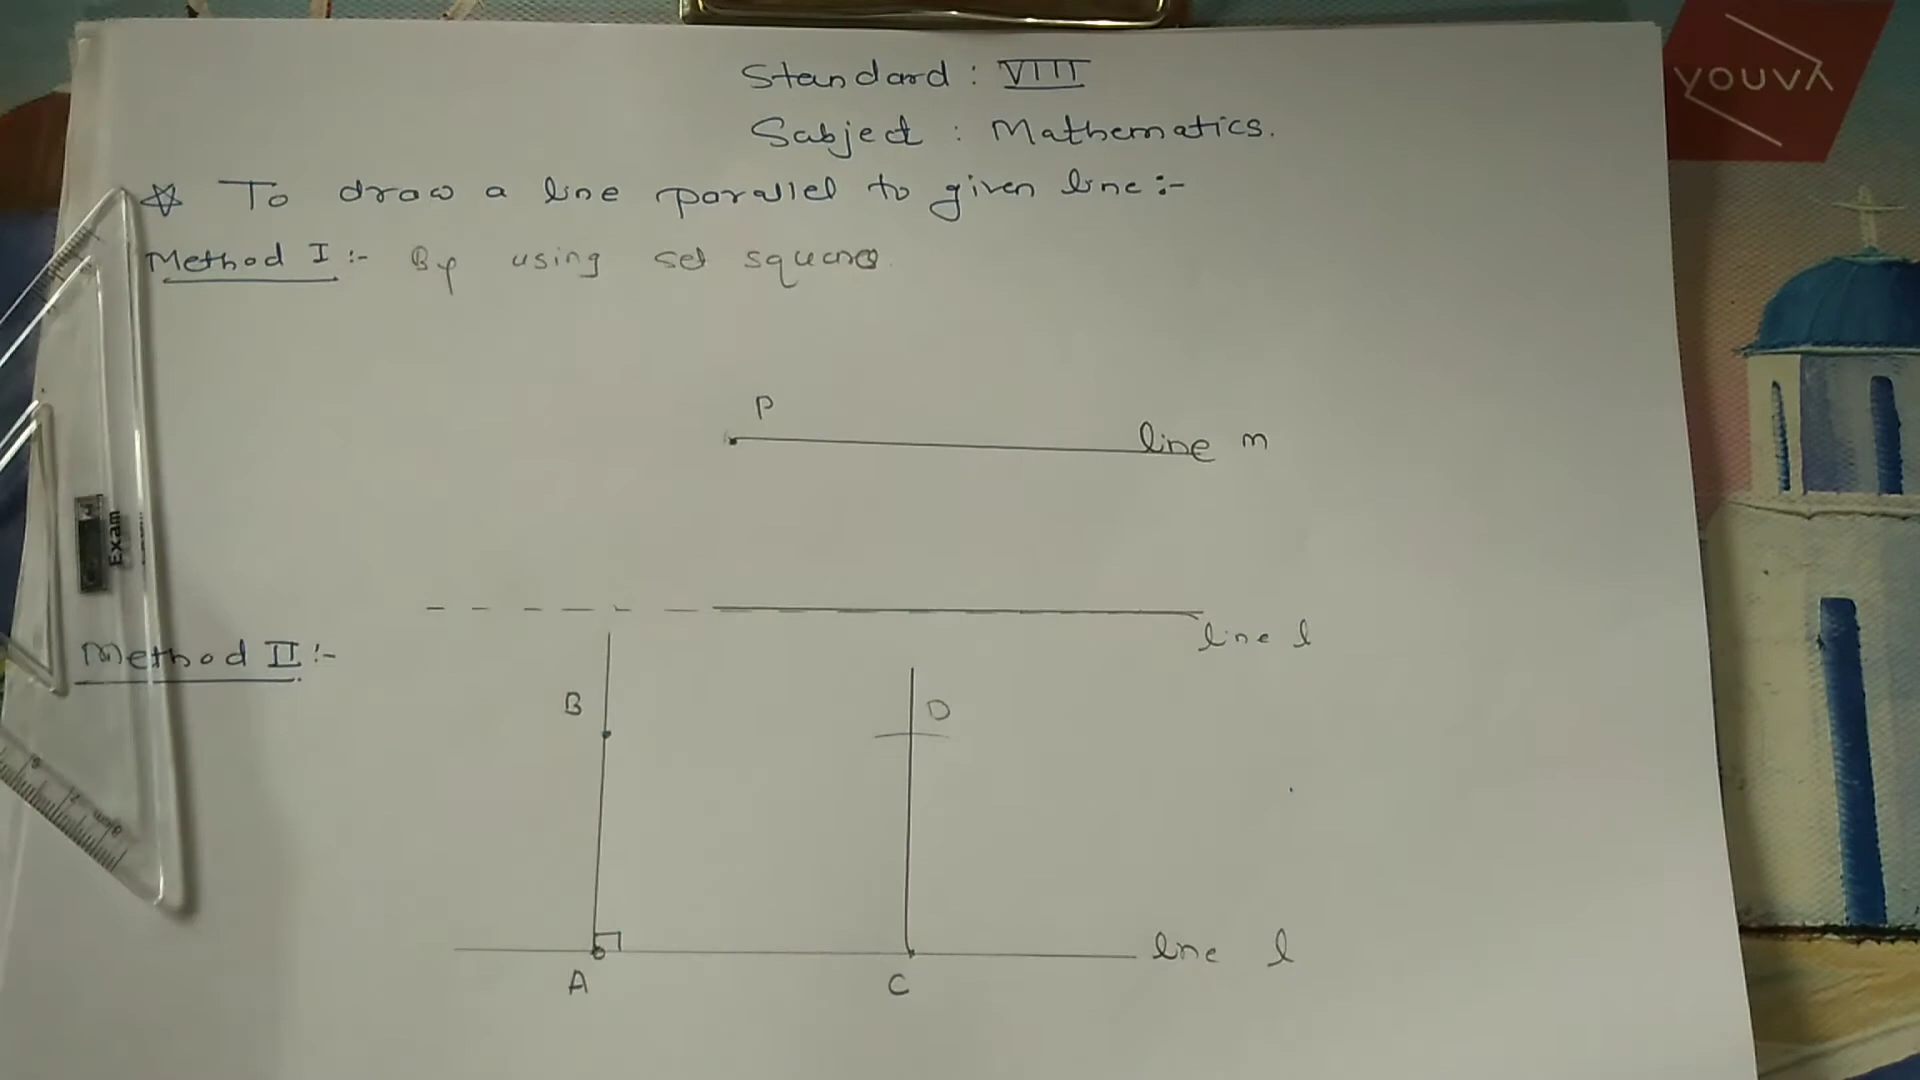 Standard : VIII
Subject : Mathematics.
☆ To draw a line parallel to given line :-
Method I :- By using set square.
P
line m
line l
Method II :-
B
D
line l
A
C
YOUVA
Exam